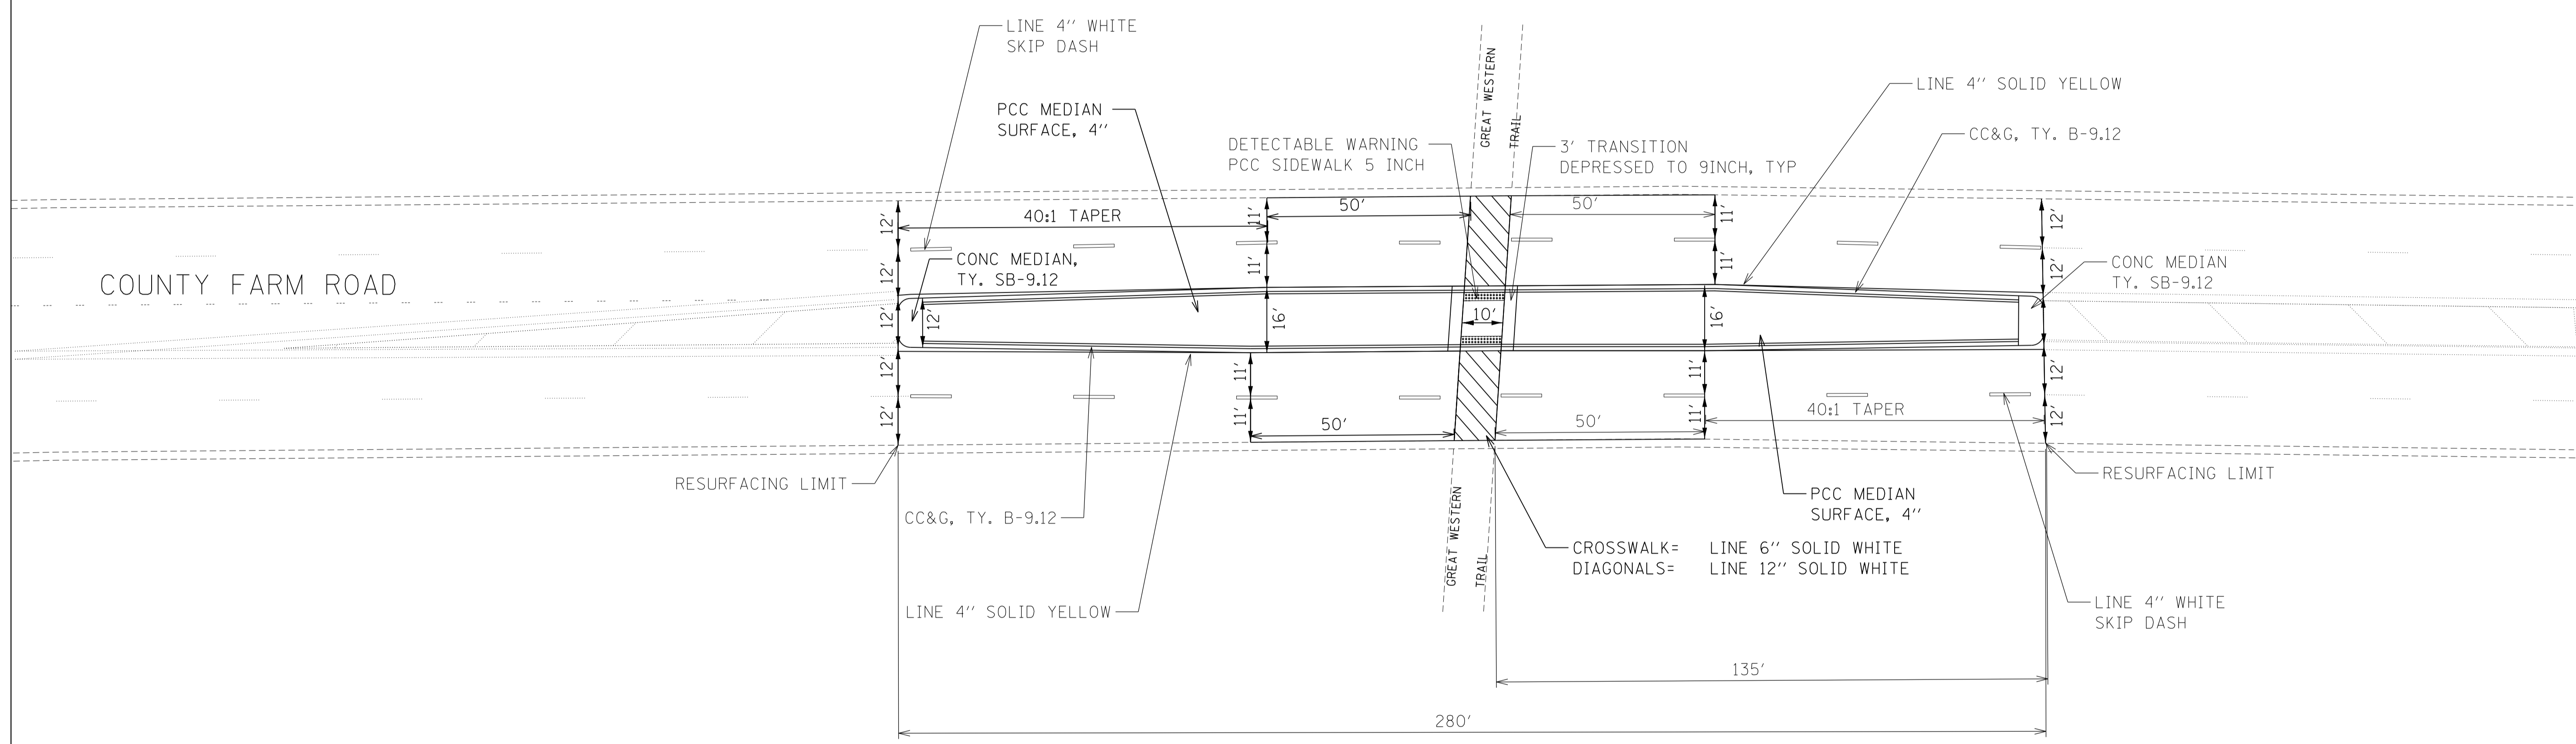 LINE 4" WHITE
SKIP DASH
PCC MEDIAN
SURFACE, 4"
DETECTABLE WARNING
PCC SIDEWALK 5 INCH
GREAT WESTERN
TRAIL
3' TRANSITION
DEPRESSED TO 9INCH, TYP
LINE 4" SOLID YELLOW
CC&G, TY. B-9.12
12'
40:1 TAPER
11'
50'
50'
11'
12'
COUNTY FARM ROAD
12'
CONC MEDIAN,
TY. SB-9.12
11'
11'
12'
CONC MEDIAN
TY. SB-9.12
12'
12'
16'
10'
16'
12'
12'
11'
11'
12'
12'
11'
50'
50'
11'
40:1 TAPER
12'
RESURFACING LIMIT
RESURFACING LIMIT
CC&G, TY. B-9.12
GREAT WESTERN
TRAIL
PCC MEDIAN
SURFACE, 4"
CROSSWALK= LINE 6" SOLID WHITE
DIAGONALS= LINE 12" SOLID WHITE
LINE 4" SOLID YELLOW
LINE 4" WHITE
SKIP DASH
135'
280'